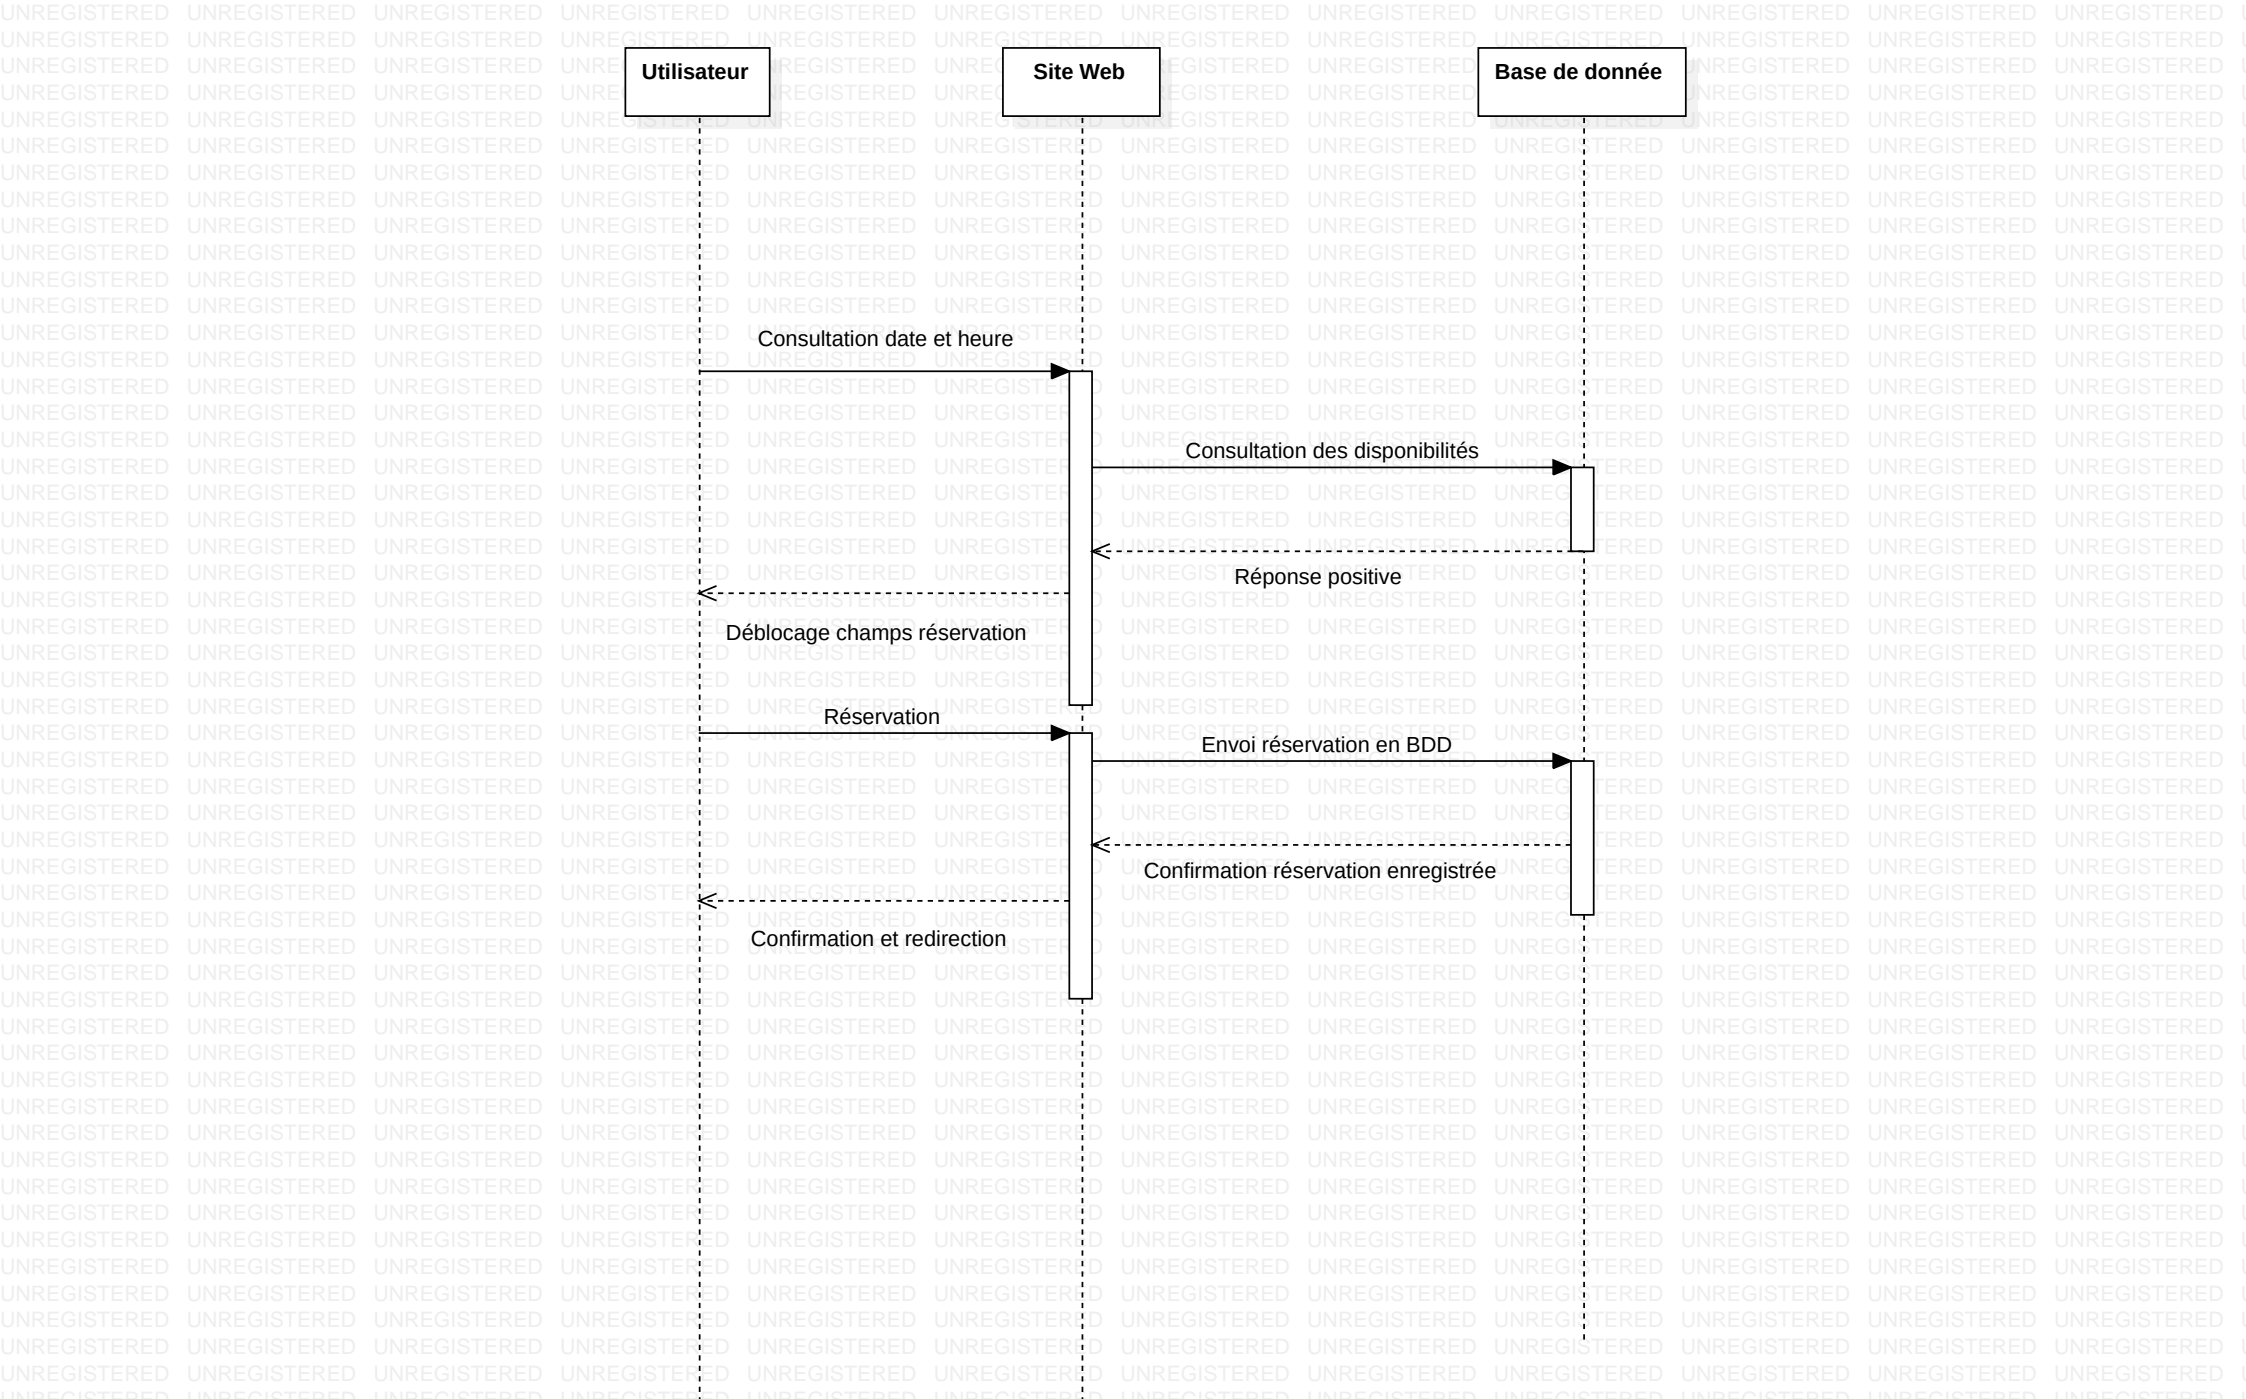 Utilisateur
Site Web
Base de donnée
Consultation date et heure
Consultation des disponibilités
Réponse positive
Déblocage champs réservation
Réservation
Envoi réservation en BDD
Confirmation réservation enregistrée
Confirmation et redirection
UNREGISTERED